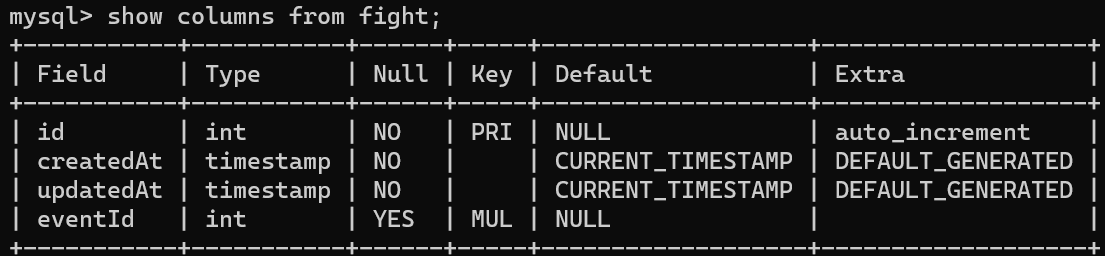 mysql> show columns from fight;
+-----------+-----------+------+-----+-------------------+-------------------+
| Field     | Type      | Null | Key | Default           | Extra             |
+-----------+-----------+------+-----+-------------------+-------------------+
| id        | int       | NO   | PRI | NULL              | auto_increment    |
| createdAt | timestamp | NO   |     | CURRENT_TIMESTAMP | DEFAULT_GENERATED |
| updatedAt | timestamp | NO   |     | CURRENT_TIMESTAMP | DEFAULT_GENERATED |
| eventId   | int       | YES  | MUL | NULL              |                   |
+-----------+-----------+------+-----+-------------------+-------------------+